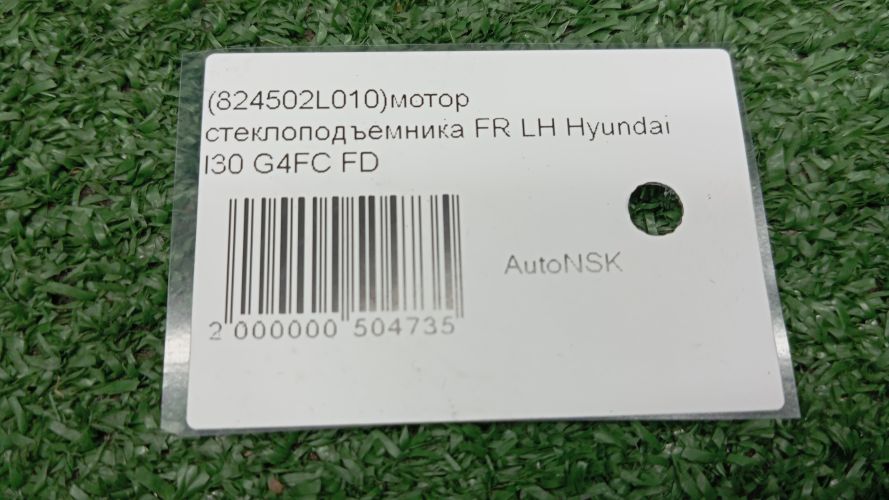 (824502L010)мотор
стеклоподъемника FR LH Hyundai
I30 G4FC FD
AutoNSK
2 000000 504735